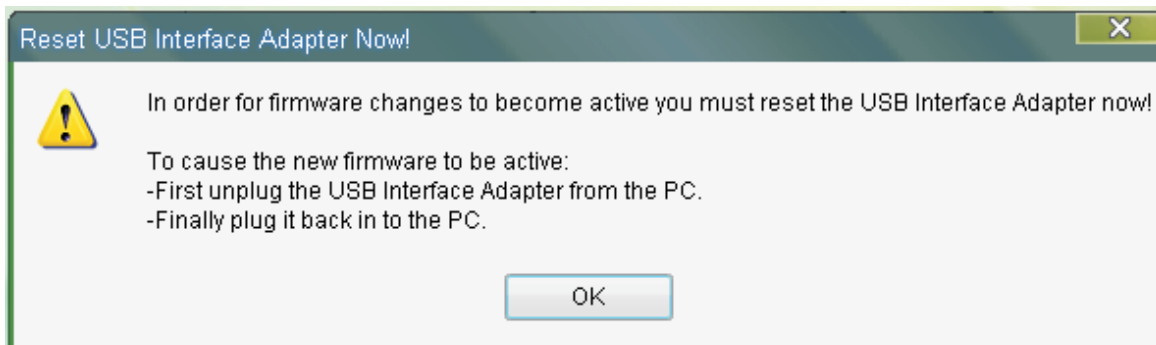 Reset USB Interface Adapter Now!
In order for firmware changes to become active you must reset the USB Interface Adapter now!
To cause the new firmware to be active:
-First unplug the USB Interface Adapter from the PC.
-Finally plug it back in to the PC.
OK